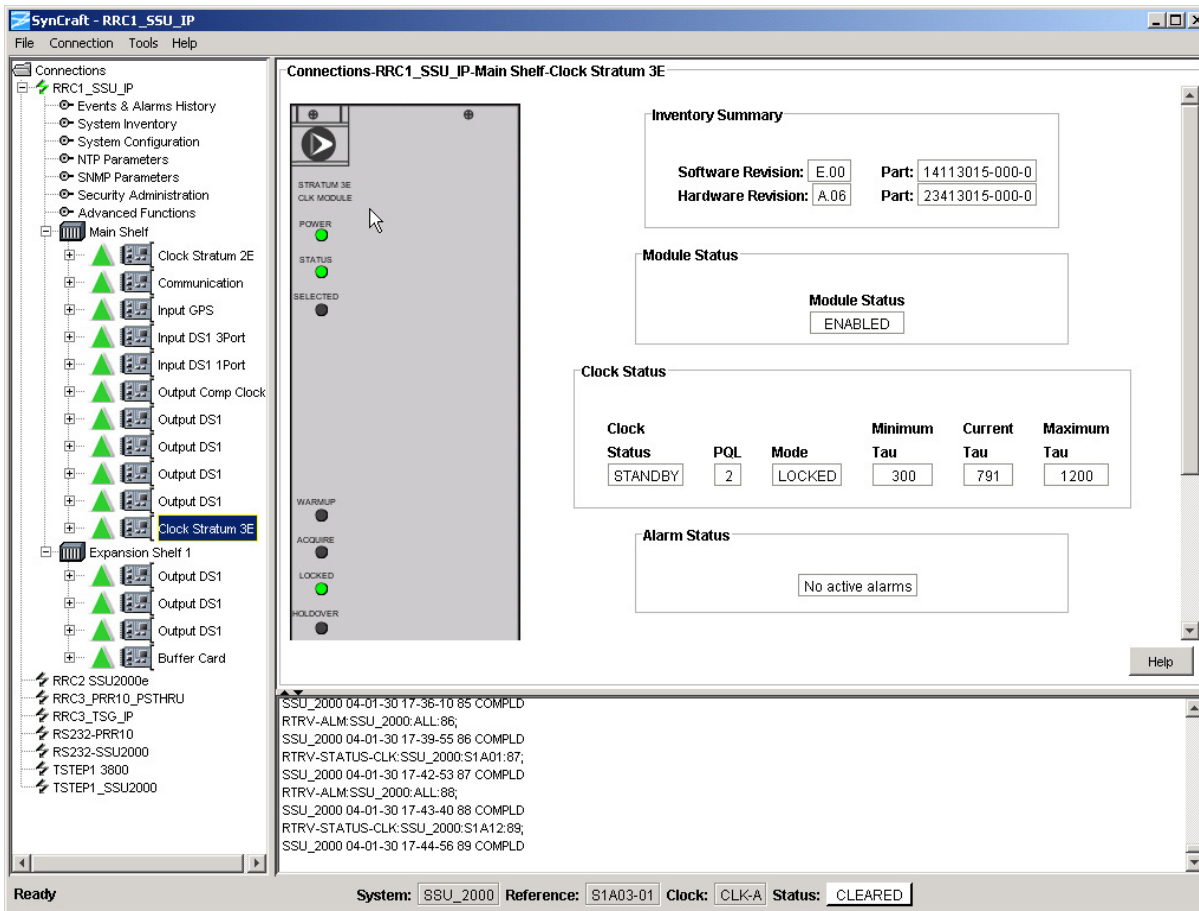 SynCraft - RRC1_SSU_IP
File Connection Tools Help
Connections
RRC1_SSU_IP
Events & Alarms History
System Inventory
System Configuration
NTP Parameters
SNMP Parameters
Security Administration
Advanced Functions
Main Shelf
Clock Stratum 2E
Communication
Input GPS
Input DS1 3Port
Input DS1 1Port
Output Comp Clock
Output DS1
Output DS1
Output DS1
Output DS1
Clock Stratum 3E
Expansion Shelf 1
Output DS1
Output DS1
Output DS1
Buffer Card
RRC2 SSU2000e
RRC3_PRR10_PSTHRU
RRC3_TSG_IP
RS232-PRR10
RS232-SSU2000
TSTEP1 3800
TSTEP1_SSU2000
Connections-RRC1_SSU_IP-Main Shelf-Clock Stratum 3E
STRATUM 3E
CLK MODULE
POWER
STATUS
SELECTED
WARMUP
ACQUIRE
LOCKED
HOLDOVER
Inventory Summary
Software Revision: E.00 Part: 14113015-000-0
Hardware Revision: A.06 Part: 23413015-000-0
Module Status
Module Status
ENABLED
Clock Status
Clock Minimum Current Maximum
Status PQL Mode Tau Tau Tau
STANDBY 2 LOCKED 300 791 1200
Alarm Status
No active alarms
Help
SSU_2000 04-01-30 17-36-10 85 COMPLD
RTRV-ALM:SSU_2000:ALL:86;
SSU_2000 04-01-30 17-39-55 86 COMPLD
RTRV-STATUS-CLK:SSU_2000:S1A01:87;
SSU_2000 04-01-30 17-42-53 87 COMPLD
RTRV-ALM:SSU_2000:ALL:88;
SSU_2000 04-01-30 17-43-40 88 COMPLD
RTRV-STATUS-CLK:SSU_2000:S1A12:89;
SSU_2000 04-01-30 17-44-56 89 COMPLD
Ready System: SSU_2000 Reference: S1A03-01 Clock: CLK-A Status: CLEARED